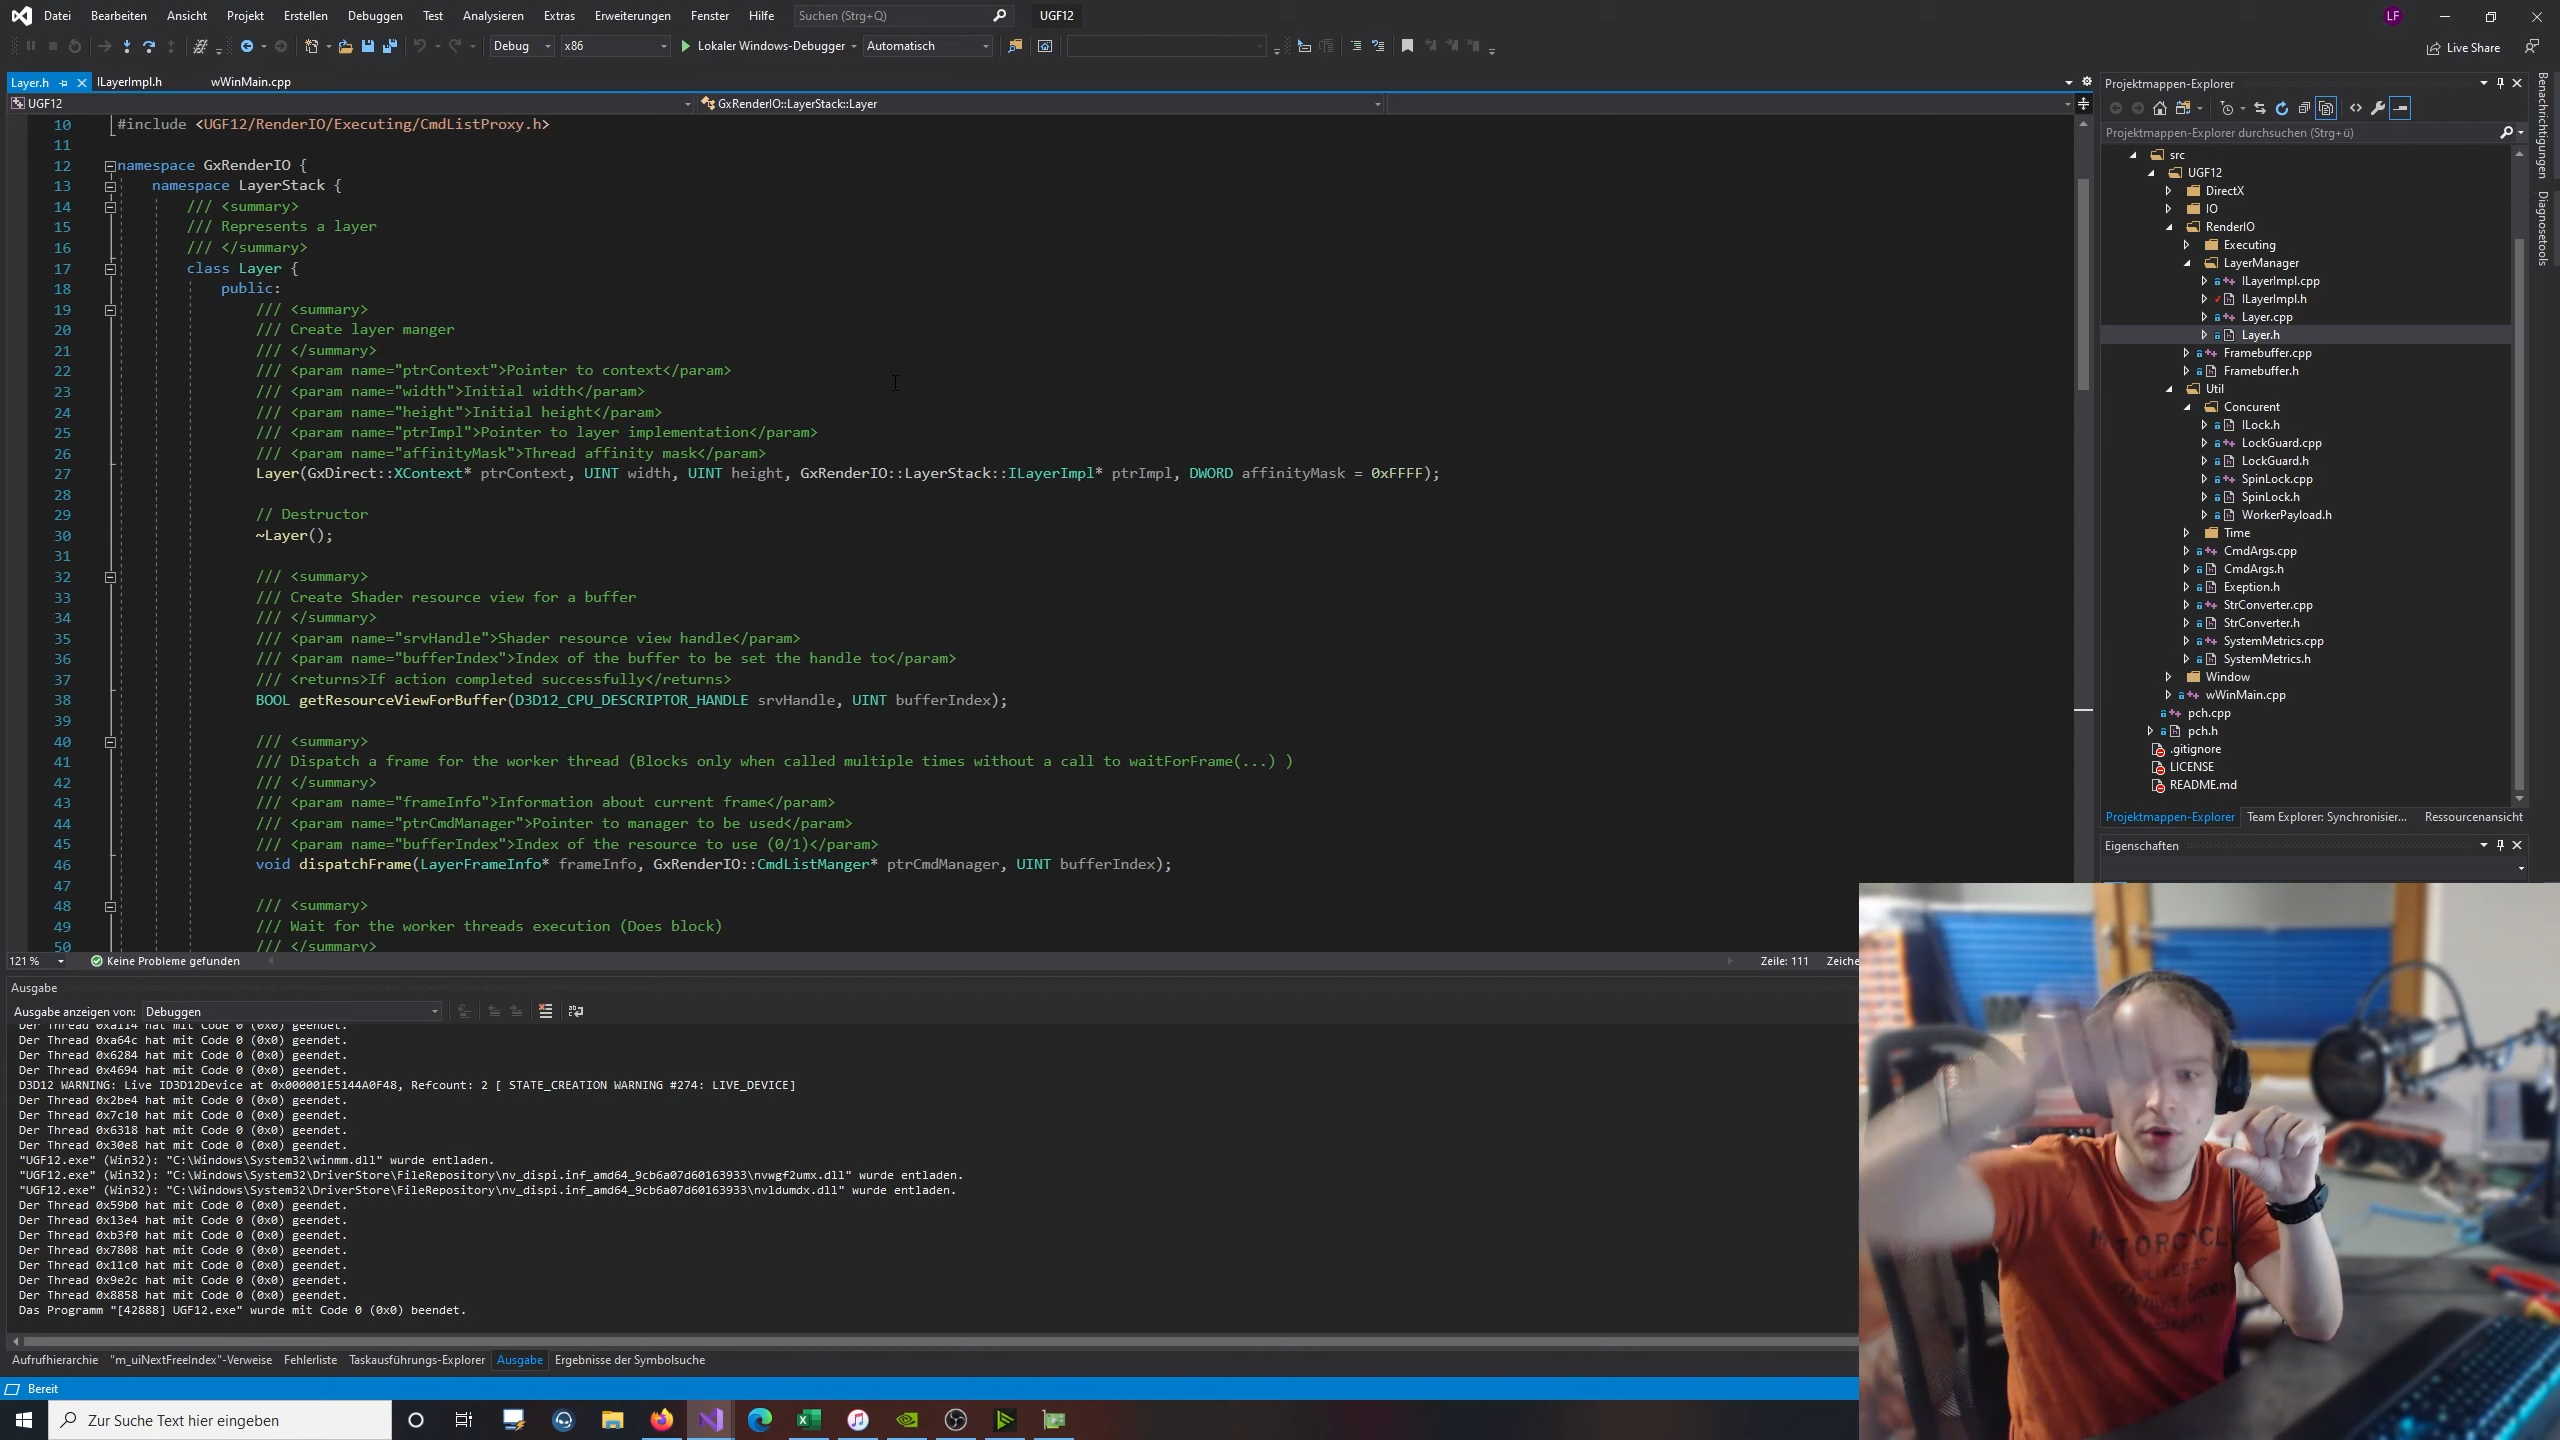 Datei Bearbeiten Ansicht Projekt Erstellen Debuggen Test Analysieren Extras Erweiterungen Fenster Hilfe Suchen (Strg+Q) UGF12 LF
Debug x86 Lokaler Windows-Debugger Automatisch Live Share
Layer.h ILayerImpl.h wWinMain.cpp
UGF12 GxRenderIO::LayerStack::Layer
10 #include <UGF12/RenderIO/Executing/CmdListProxy.h>
11
12 namespace GxRenderIO {
13 namespace LayerStack {
14 /// <summary>
15 /// Represents a layer
16 /// </summary>
17 class Layer {
18 public:
19 /// <summary>
20 /// Create layer manger
21 /// </summary>
22 /// <param name="ptrContext">Pointer to context</param>
23 /// <param name="width">Initial width</param>
24 /// <param name="height">Initial height</param>
25 /// <param name="ptrImpl">Pointer to layer implementation</param>
26 /// <param name="affinityMask">Thread affinity mask</param>
27 Layer(GxDirect::XContext* ptrContext, UINT width, UINT height, GxRenderIO::LayerStack::ILayerImpl* ptrImpl, DWORD affinityMask = 0xFFFF);
28
29 // Destructor
30 ~Layer();
31
32 /// <summary>
33 /// Create Shader resource view for a buffer
34 /// </summary>
35 /// <param name="srvHandle">Shader resource view handle</param>
36 /// <param name="bufferIndex">Index of the buffer to be set the handle to</param>
37 /// <returns>If action completed successfully</returns>
38 BOOL getResourceViewForBuffer(D3D12_CPU_DESCRIPTOR_HANDLE srvHandle, UINT bufferIndex);
39
40 /// <summary>
41 /// Dispatch a frame for the worker thread (Blocks only when called multiple times without a call to waitForFrame(...) )
42 /// </summary>
43 /// <param name="frameInfo">Information about current frame</param>
44 /// <param name="ptrCmdManager">Pointer to manager to be used</param>
45 /// <param name="bufferIndex">Index of the resource to use (0/1)</param>
46 void dispatchFrame(LayerFrameInfo* frameInfo, GxRenderIO::CmdListManger* ptrCmdManager, UINT bufferIndex);
47
48 /// <summary>
49 /// Wait for the worker threads execution (Does block)
50 /// </summary>
121 % Keine Probleme gefunden Zeile: 111 Zeiche
Ausgabe
Ausgabe anzeigen von: Debuggen
Der Thread 0xa114 hat mit Code 0 (0x0) geendet.
Der Thread 0xa64c hat mit Code 0 (0x0) geendet.
Der Thread 0x6284 hat mit Code 0 (0x0) geendet.
Der Thread 0x4694 hat mit Code 0 (0x0) geendet.
D3D12 WARNING: Live ID3D12Device at 0x000001E5144A0F48, Refcount: 2 [ STATE_CREATION WARNING #274: LIVE_DEVICE]
Der Thread 0x2be4 hat mit Code 0 (0x0) geendet.
Der Thread 0x7c10 hat mit Code 0 (0x0) geendet.
Der Thread 0x6318 hat mit Code 0 (0x0) geendet.
Der Thread 0x30e8 hat mit Code 0 (0x0) geendet.
"UGF12.exe" (Win32): "C:\Windows\System32\winmm.dll" wurde entladen.
"UGF12.exe" (Win32): "C:\Windows\System32\DriverStore\FileRepository\nv_dispi.inf_amd64_9cb6a07d60163933\nvwgf2umx.dll" wurde entladen.
"UGF12.exe" (Win32): "C:\Windows\System32\DriverStore\FileRepository\nv_dispi.inf_amd64_9cb6a07d60163933\nvldumdx.dll" wurde entladen.
Der Thread 0x59b0 hat mit Code 0 (0x0) geendet.
Der Thread 0x13e4 hat mit Code 0 (0x0) geendet.
Der Thread 0xb3f0 hat mit Code 0 (0x0) geendet.
Der Thread 0x7808 hat mit Code 0 (0x0) geendet.
Der Thread 0x11c0 hat mit Code 0 (0x0) geendet.
Der Thread 0x9e2c hat mit Code 0 (0x0) geendet.
Der Thread 0x8858 hat mit Code 0 (0x0) geendet.
Das Programm "[42888] UGF12.exe" wurde mit Code 0 (0x0) beendet.
Aufrufhierarchie "m_uiNextFreeIndex"-Verweise Fehlerliste Taskausführungs-Explorer Ausgabe Ergebnisse der Symbolsuche
Bereit
Zur Suche Text hier eingeben
Projektmappen-Explorer
Projektmappen-Explorer durchsuchen (Strg+ü)
src
UGF12
DirectX
IO
RenderIO
Executing
LayerManager
ILayerImpl.cpp
ILayerImpl.h
Layer.cpp
Layer.h
Framebuffer.cpp
Framebuffer.h
Util
Concurent
ILock.h
LockGuard.cpp
LockGuard.h
SpinLock.cpp
SpinLock.h
WorkerPayload.h
Time
CmdArgs.cpp
CmdArgs.h
Exeption.h
StrConverter.cpp
StrConverter.h
SystemMetrics.cpp
SystemMetrics.h
Window
wWinMain.cpp
pch.cpp
pch.h
.gitignore
LICENSE
README.md
Projektmappen-Explorer Team Explorer: Synchronisier... Ressourcenansicht
Eigenschaften
Benachrichtigungen
Diagnosetools